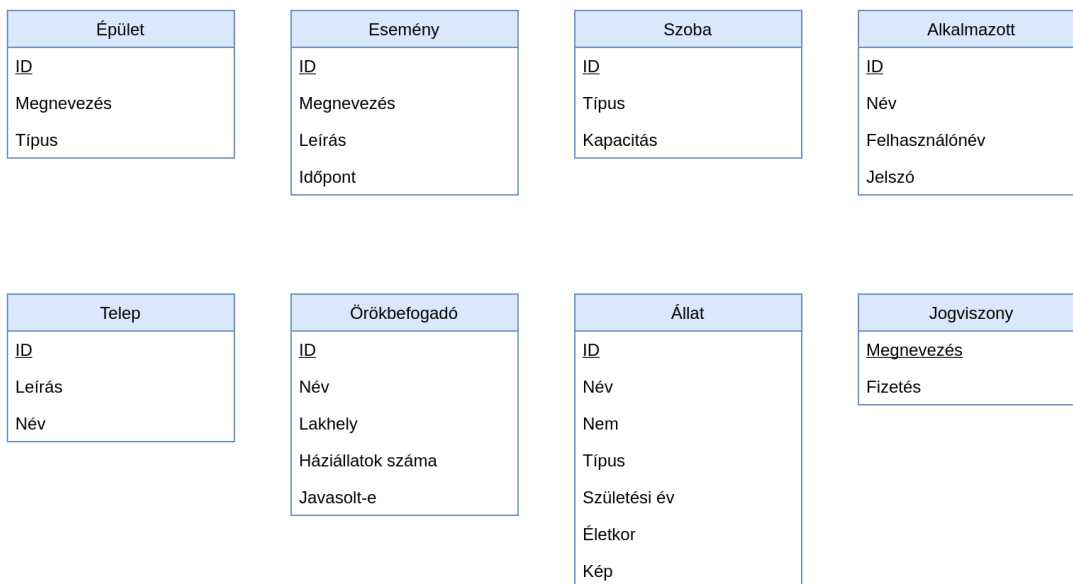 Épület
ID
Megnevezés
Típus
Esemény
ID
Megnevezés
Leírás
Időpont
Szoba
ID
Típus
Kapacitás
Alkalmazott
ID
Név
Felhasználónév
Jelszó
Telep
ID
Leírás
Név
Örökbefogadó
ID
Név
Lakhely
Háziállatok száma
Javasolt-e
Állat
ID
Név
Nem
Típus
Születési év
Életkor
Kép
Jogviszony
Megnevezés
Fizetés